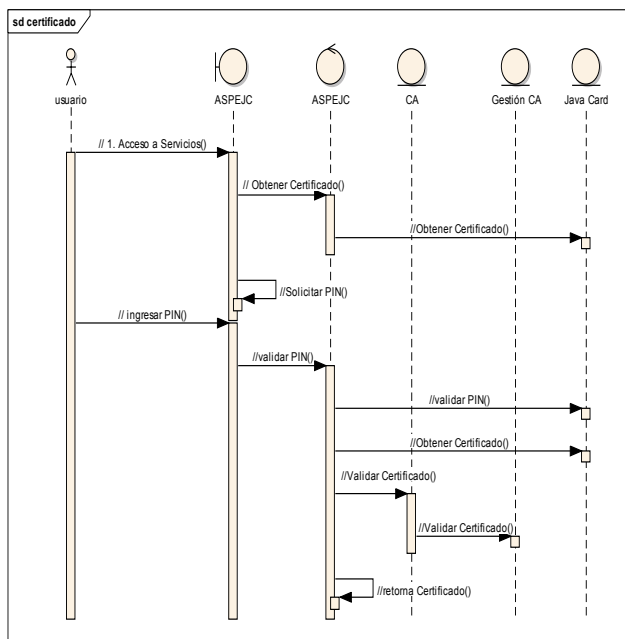 sd certificado
usuario
ASPEJC
ASPEJC
CA
Gestión CA
Java Card
// 1. Acceso a Servicios()
// Obtener Certificado()
//Obtener Certificado()
//Solicitar PIN()
// ingresar PIN()
//validar PIN()
//validar PIN()
//Obtener Certificado()
//Validar Certificado()
//Validar Certificado()
//retorna Certificado()